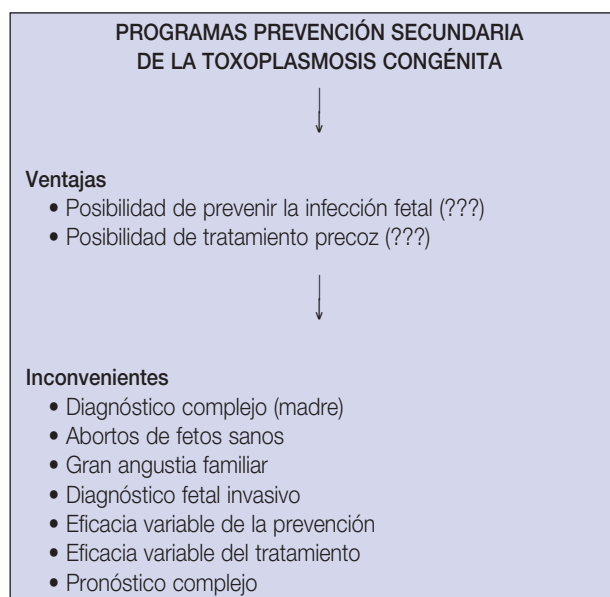 PROGRAMAS PREVENCIÓN SECUNDARIA
DE LA TOXOPLASMOSIS CONGÉNITA
Ventajas
• Posibilidad de prevenir la infección fetal (???)
• Posibilidad de tratamiento precoz (???)
Inconvenientes
• Diagnóstico complejo (madre)
• Abortos de fetos sanos
• Gran angustia familiar
• Diagnóstico fetal invasivo
• Eficacia variable de la prevención
• Eficacia variable del tratamiento
• Pronóstico complejo